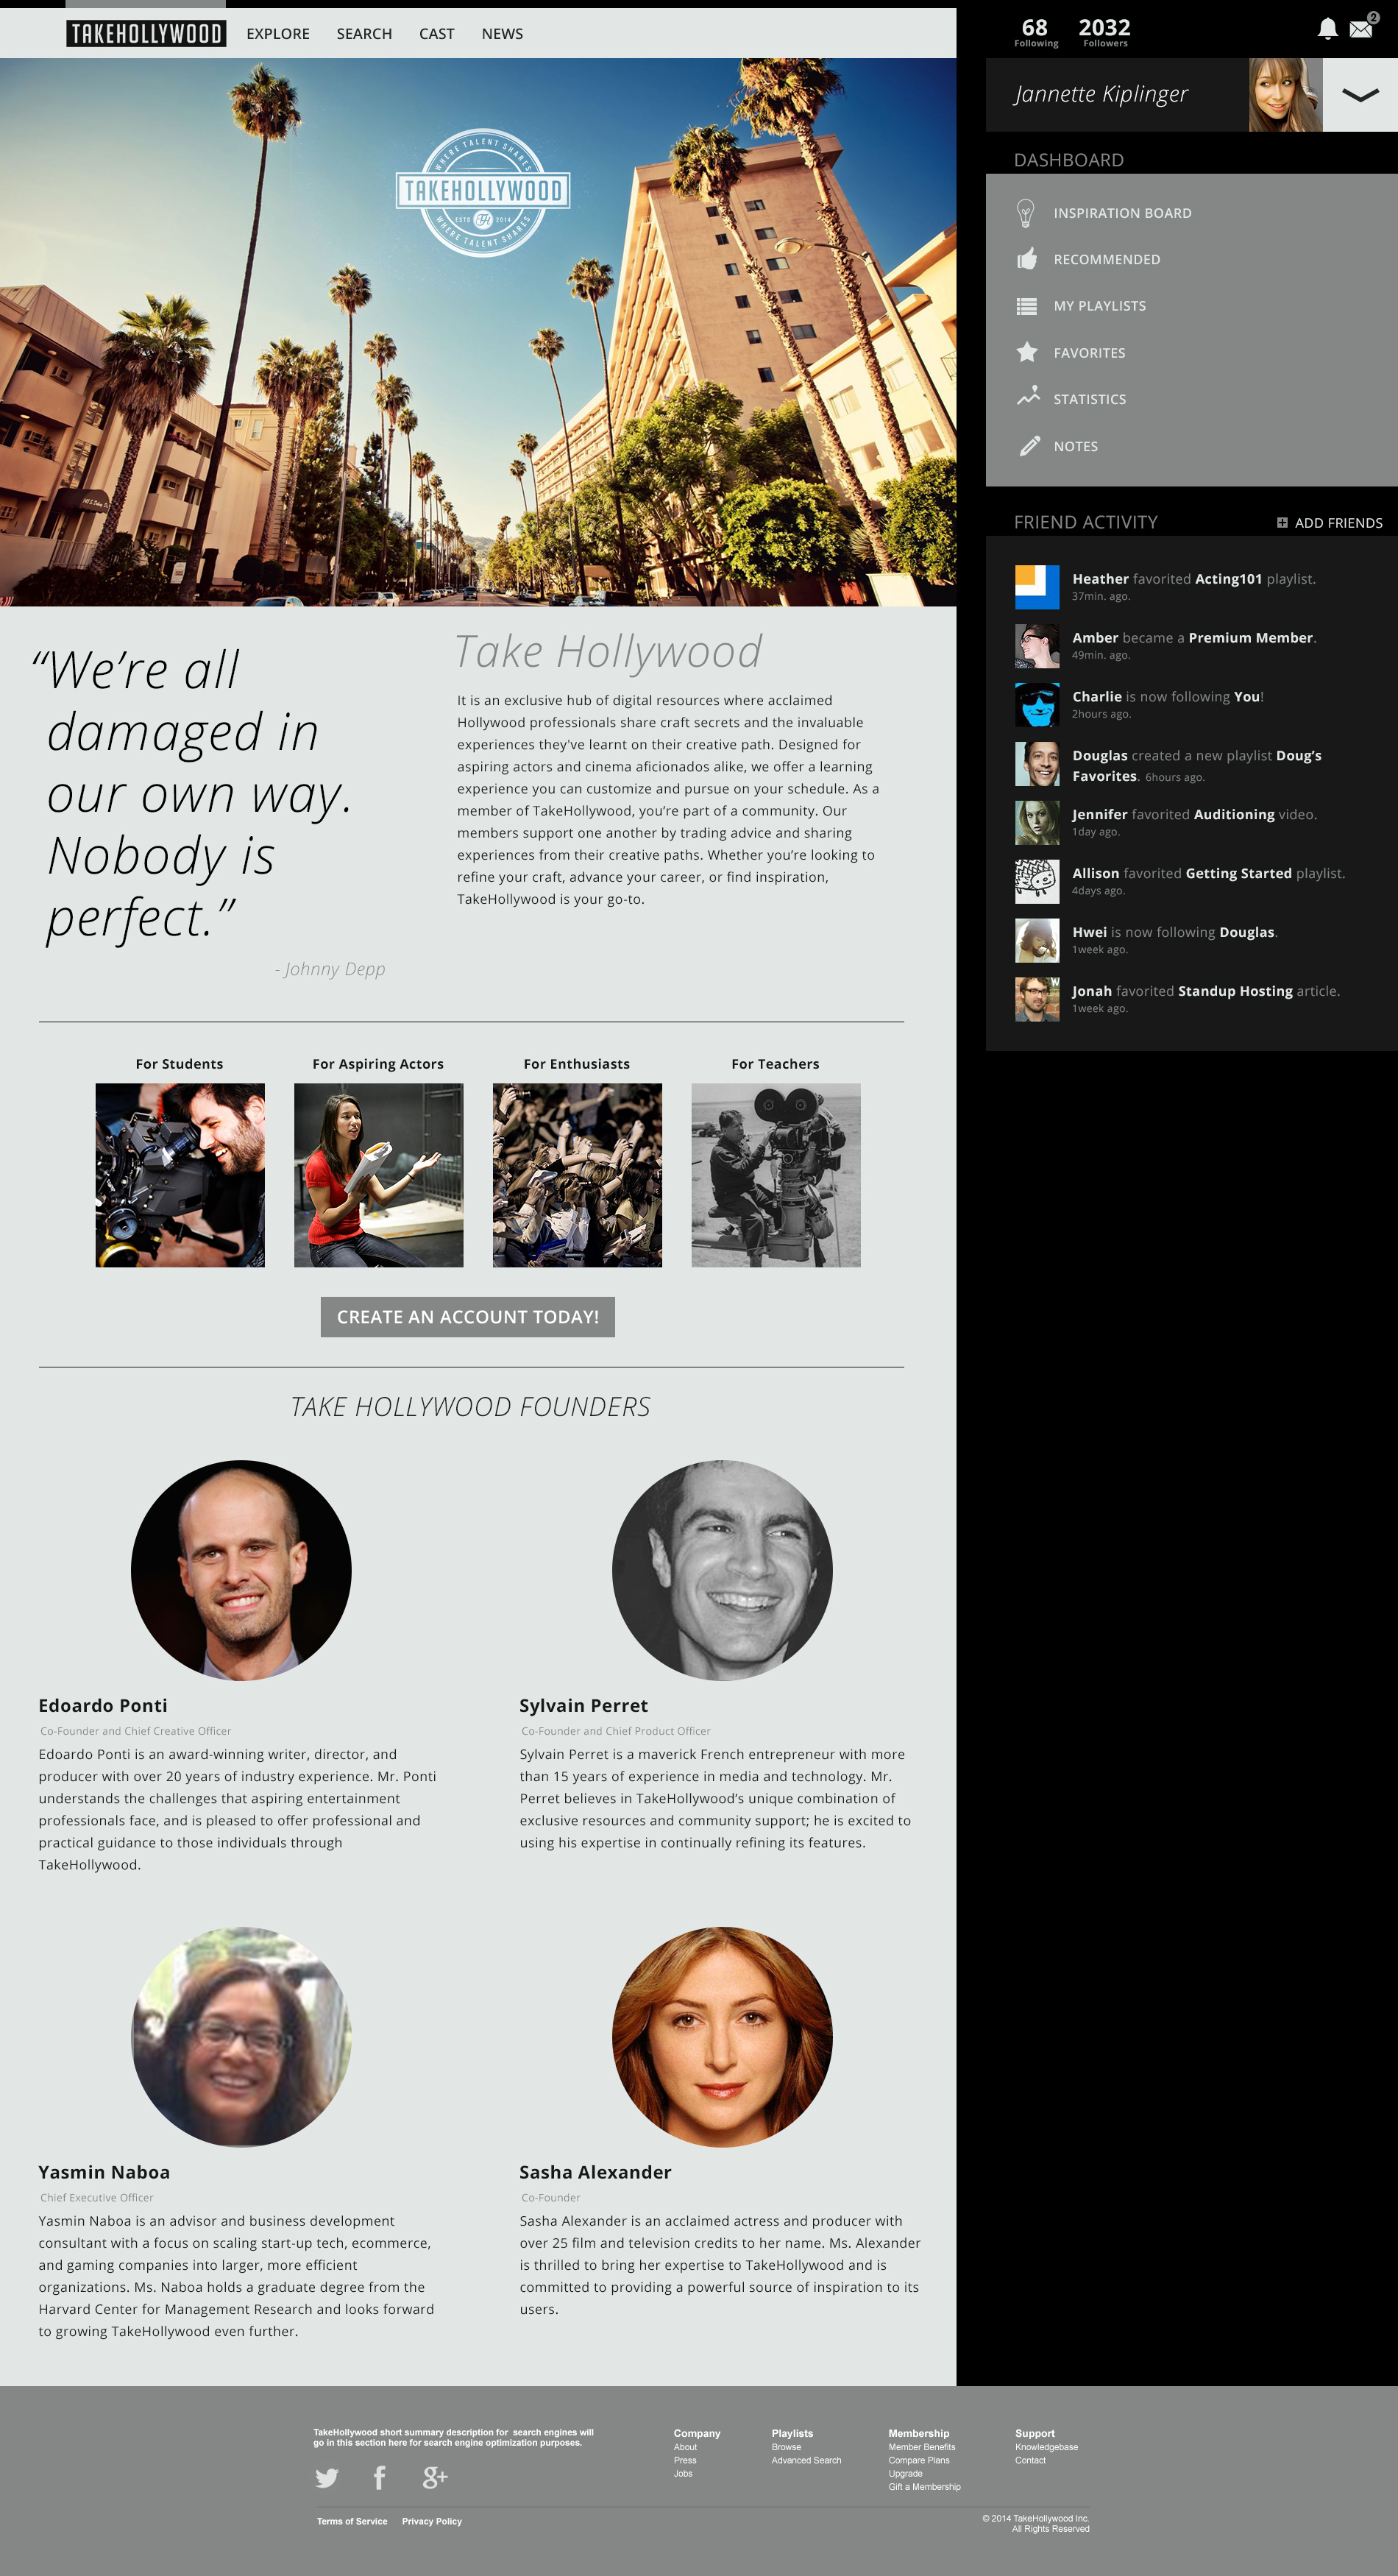 TAKEHOLLYWOOD
EXPLORE
SEARCH
CAST
NEWS
WHERE TALENT SHARES
TAKEHOLLYWOOD
ESTD TH 2014
WHERE TALENT SHARES
“We’re all
damaged in
our own way.
Nobody is
perfect.”
- Johnny Depp
Take Hollywood
It is an exclusive hub of digital resources where acclaimed
Hollywood professionals share craft secrets and the invaluable
experiences they've learnt on their creative path. Designed for
aspiring actors and cinema aficionados alike, we offer a learning
experience you can customize and pursue on your schedule. As a
member of TakeHollywood, you’re part of a community. Our
members support one another by trading advice and sharing
experiences from their creative paths. Whether you’re looking to
refine your craft, advance your career, or find inspiration,
TakeHollywood is your go-to.
For Students
For Aspiring Actors
For Enthusiasts
For Teachers
CREATE AN ACCOUNT TODAY!
TAKE HOLLYWOOD FOUNDERS
Edoardo Ponti
Co-Founder and Chief Creative Officer
Edoardo Ponti is an award-winning writer, director, and
producer with over 20 years of industry experience. Mr. Ponti
understands the challenges that aspiring entertainment
professionals face, and is pleased to offer professional and
practical guidance to those individuals through
TakeHollywood.
Sylvain Perret
Co-Founder and Chief Product Officer
Sylvain Perret is a maverick French entrepreneur with more
than 15 years of experience in media and technology. Mr.
Perret believes in TakeHollywood’s unique combination of
exclusive resources and community support; he is excited to
using his expertise in continually refining its features.
Yasmin Naboa
Chief Executive Officer
Yasmin Naboa is an advisor and business development
consultant with a focus on scaling start-up tech, ecommerce,
and gaming companies into larger, more efficient
organizations. Ms. Naboa holds a graduate degree from the
Harvard Center for Management Research and looks forward
to growing TakeHollywood even further.
Sasha Alexander
Co-Founder
Sasha Alexander is an acclaimed actress and producer with
over 25 film and television credits to her name. Ms. Alexander
is thrilled to bring her expertise to TakeHollywood and is
committed to providing a powerful source of inspiration to its
users.
68
Following
2032
Followers
2
Jannette Kiplinger
DASHBOARD
INSPIRATION BOARD
RECOMMENDED
MY PLAYLISTS
FAVORITES
STATISTICS
NOTES
FRIEND ACTIVITY
ADD FRIENDS
Heather favorited Acting101 playlist.
37min. ago.
Amber became a Premium Member.
49min. ago.
Charlie is now following You!
2hours ago.
Douglas created a new playlist Doug’s
Favorites. 6hours ago.
Jennifer favorited Auditioning video.
1day ago.
Allison favorited Getting Started playlist.
4days ago.
Hwei is now following Douglas.
1week ago.
Jonah favorited Standup Hosting article.
1week ago.
TakeHollywood short summary description for search engines will
go in this section here for search engine optimization purposes.
Company
About
Press
Jobs
Playlists
Browse
Advanced Search
Membership
Member Benefits
Compare Plans
Upgrade
Gift a Membership
Support
Knowledgebase
Contact
Terms of Service
Privacy Policy
© 2014 TakeHollywood Inc.
All Rights Reserved